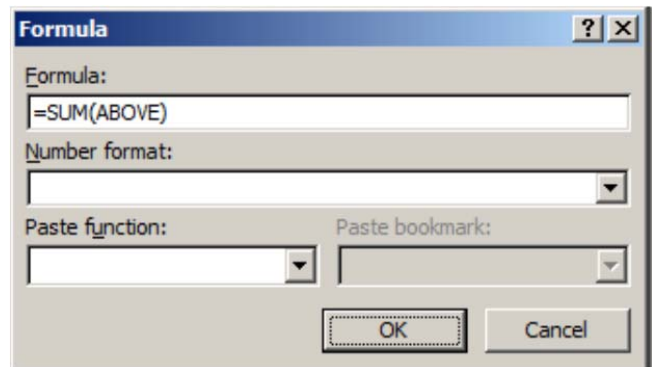 Formula
Formula:
=SUM(ABOVE)
Number format:
Paste function: Paste bookmark:
OK Cancel